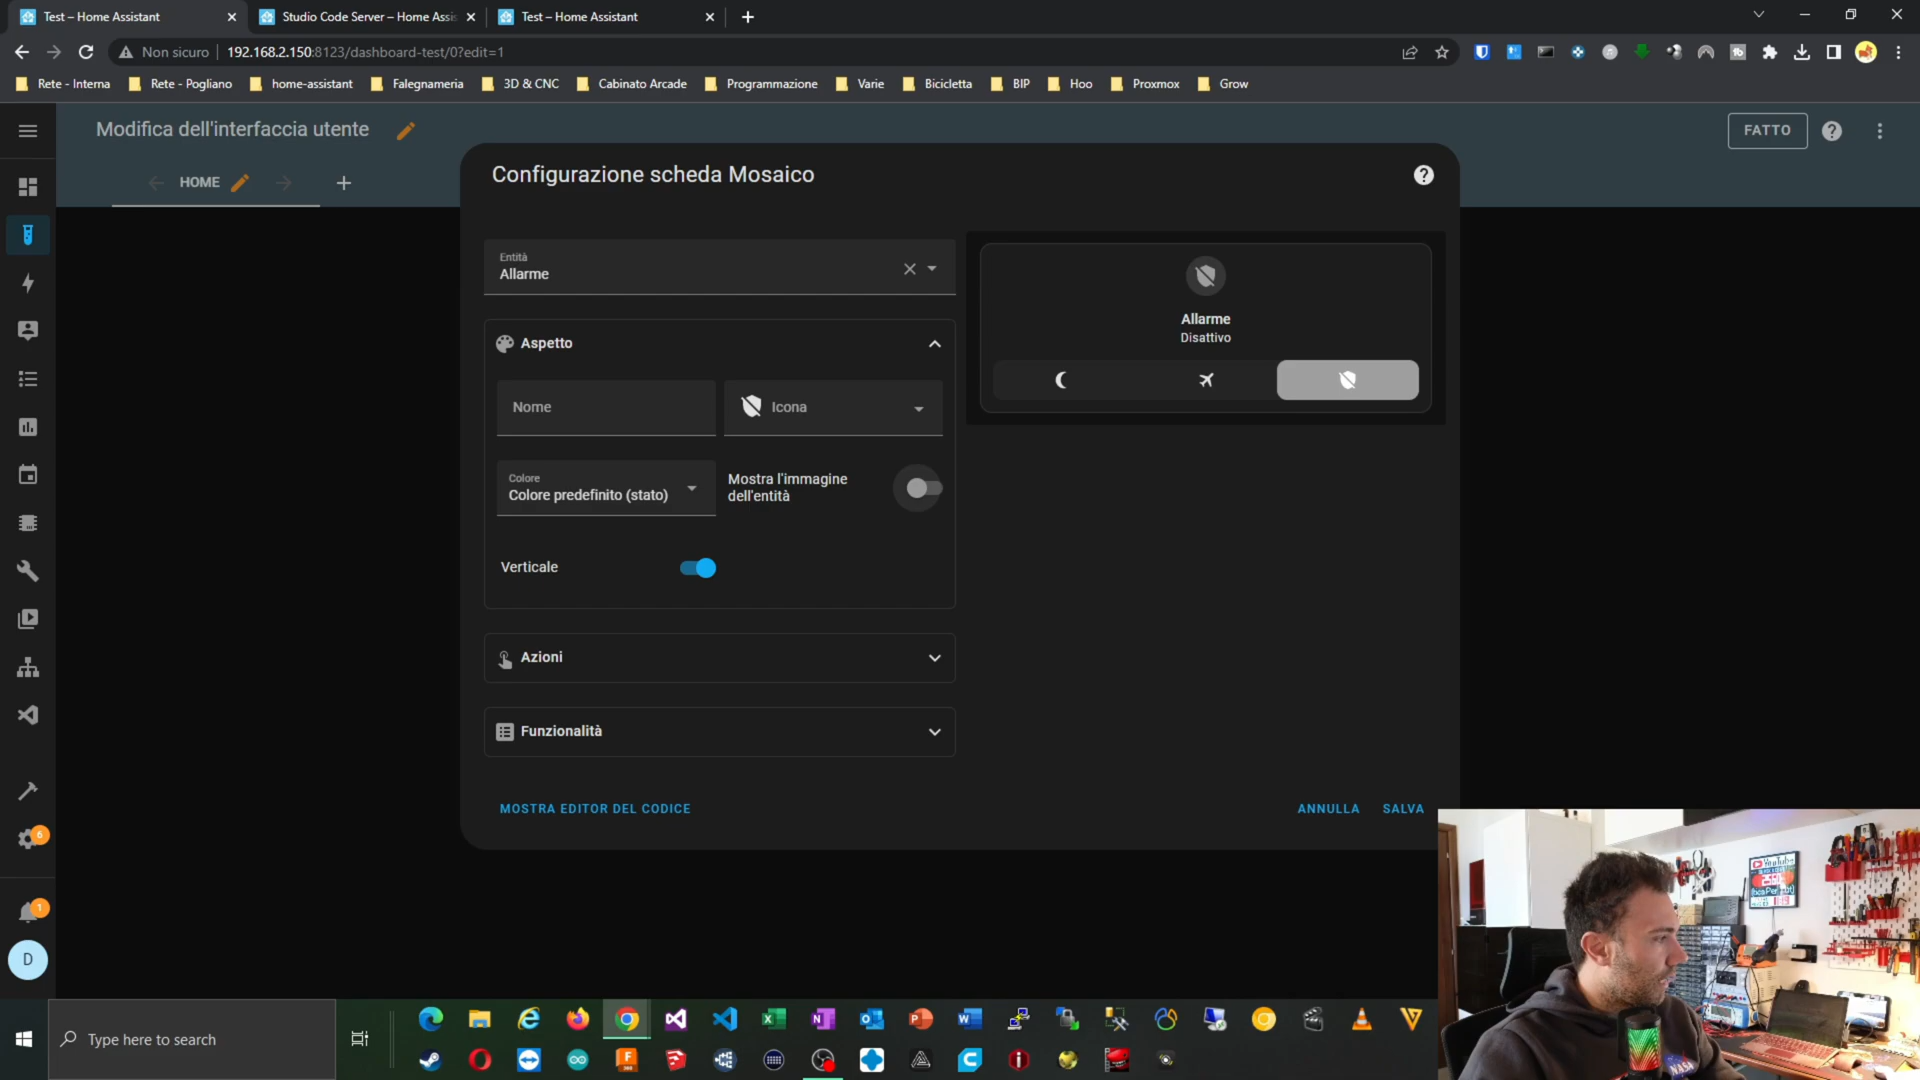 Test – Home Assistant
Studio Code Server – Home Assis
Test – Home Assistant
Non sicuro
192.168.2.150:8123/dashboard-test/0?edit=1
Rete - Interna
Rete - Pogliano
home-assistant
Falegnameria
3D & CNC
Cabinato Arcade
Programmazione
Varie
Bicicletta
BIP
Hoo
Proxmox
Grow
Modifica dell'interfaccia utente
FATTO
HOME
Configurazione scheda Mosaico
Entità
Allarme
Aspetto
Nome
Icona
Colore
Colore predefinito (stato)
Mostra l'immagine
dell'entità
Verticale
Azioni
Funzionalità
MOSTRA EDITOR DEL CODICE
ANNULLA
SALVA
Allarme
Disattivo
6
1
D
Type here to search
YouTube
NASA